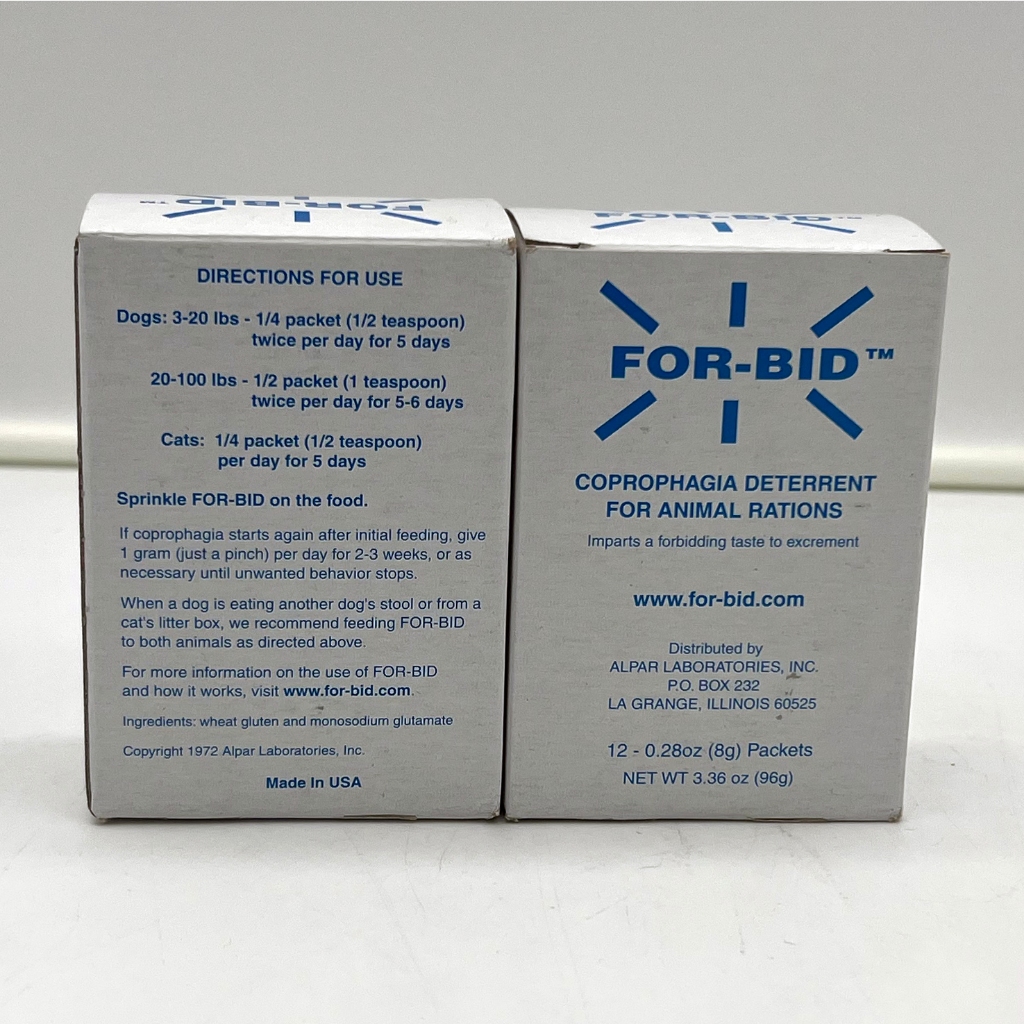 FOR-BID™
DIRECTIONS FOR USE
Dogs: 3-20 lbs - 1/4 packet (1/2 teaspoon)
twice per day for 5 days
20-100 lbs - 1/2 packet (1 teaspoon)
twice per day for 5-6 days
Cats: 1/4 packet (1/2 teaspoon)
per day for 5 days
Sprinkle FOR-BID on the food.
If coprophagia starts again after initial feeding, give
1 gram (just a pinch) per day for 2-3 weeks, or as
necessary until unwanted behavior stops.
When a dog is eating another dog's stool or from a
cat's litter box, we recommend feeding FOR-BID
to both animals as directed above.
For more information on the use of FOR-BID
and how it works, visit www.for-bid.com.
Ingredients: wheat gluten and monosodium glutamate
Copyright 1972 Alpar Laboratories, Inc.
Made In USA
FOR-BID™
FOR-BID™
COPROPHAGIA DETERRENT
FOR ANIMAL RATIONS
Imparts a forbidding taste to excrement
www.for-bid.com
Distributed by
ALPAR LABORATORIES, INC.
P.O. BOX 232
LA GRANGE, ILLINOIS 60525
12 - 0.28oz (8g) Packets
NET WT 3.36 oz (96g)